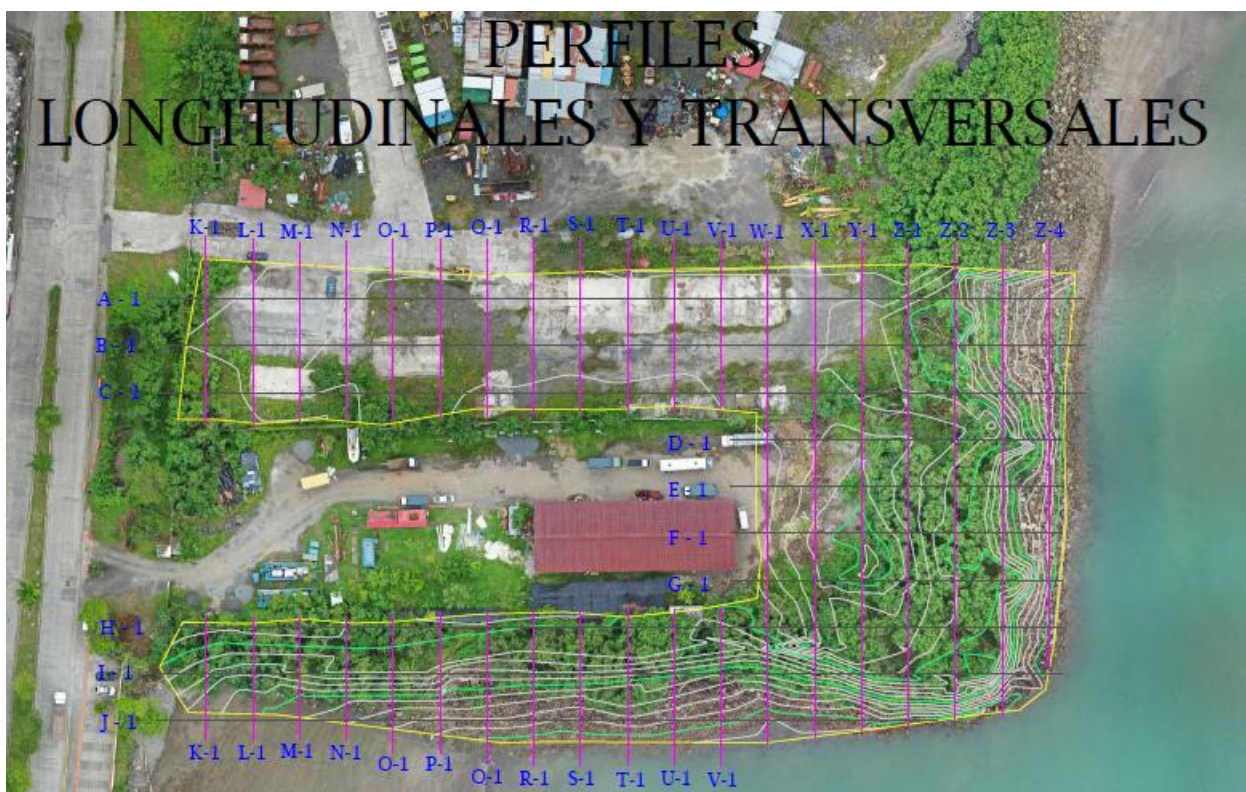 PERFILES
LONGITUDINALES Y TRANSVERSALES
K-1 L-1 M-1 N-1 O-1 P-1 Q-1 R-1 S-1 T-1 U-1 V-1 W-1 X-1 Y-1 Z-1 Z-2 Z-3 Z-4
A - 1
B - 1
C - 1
D - 1
E - 1
F - 1
G - 1
H - 1
I - 1
J - 1
K-1 L-1 M-1 N-1 O-1 P-1 Q-1 R-1 S-1 T-1 U-1 V-1